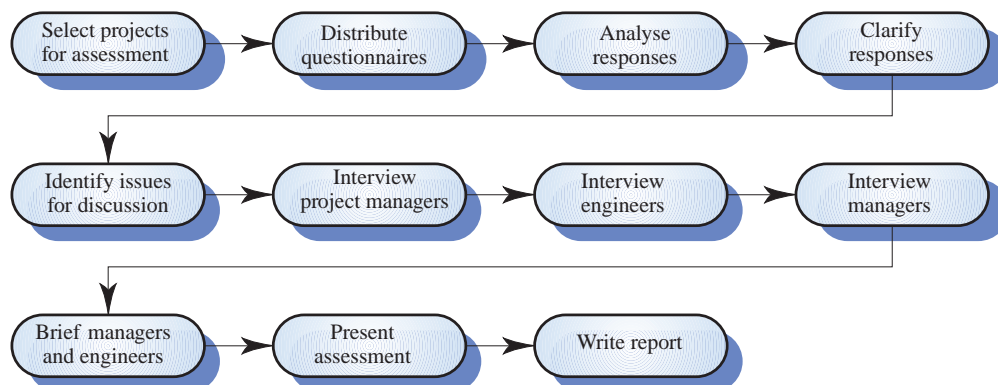 Select projects
for assessment
Distribute
questionnaires
Analyse
responses
Clarify
responses
Identify issues
for discussion
Interview
project managers
Interview
engineers
Interview
managers
Brief managers
and engineers
Present
assessment
Write report